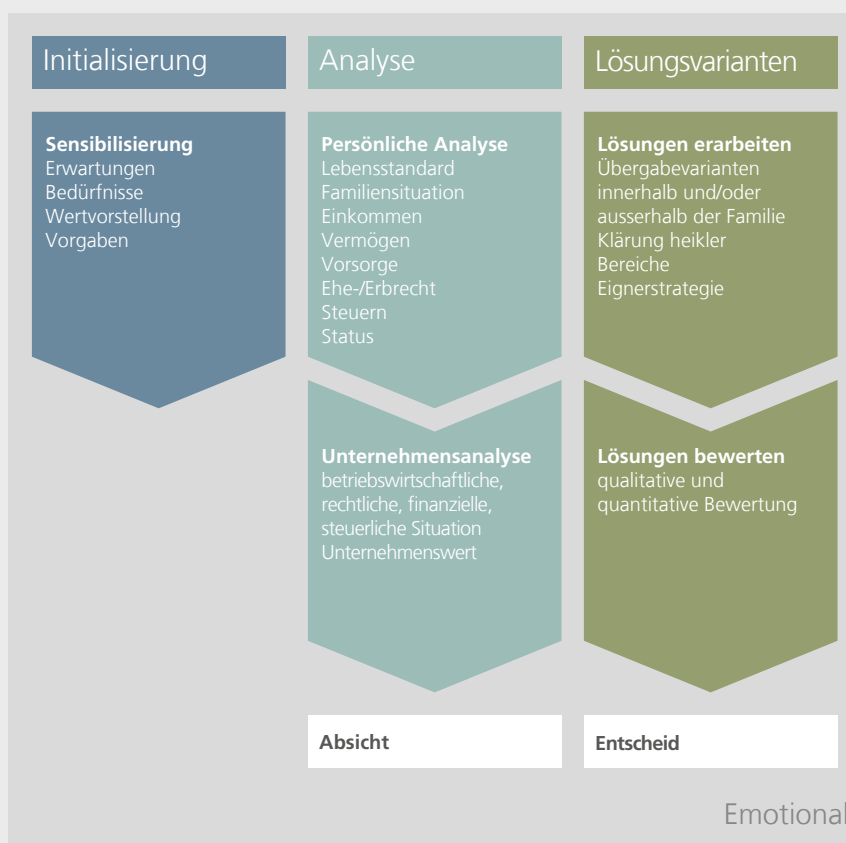 Initialisierung
Sensibilisierung
Erwartungen
Bedürfnisse
Wertvorstellung
Vorgaben
Analyse
Persönliche Analyse
Lebensstandard
Familiensituation
Einkommen
Vermögen
Vorsorge
Ehe-/Erbrecht
Steuern
Status
Unternehmensanalyse
betriebswirtschaftliche,
rechtliche, finanzielle,
steuerliche Situation
Unternehmenswert
Absicht
Lösungsvarianten
Lösungen erarbeiten
Übergabevarianten
innerhalb und/oder
ausserhalb der Familie
Klärung heikler
Bereiche
Eignerstrategie
Lösungen bewerten
qualitative und
quantitative Bewertung
Entscheid
Emotional